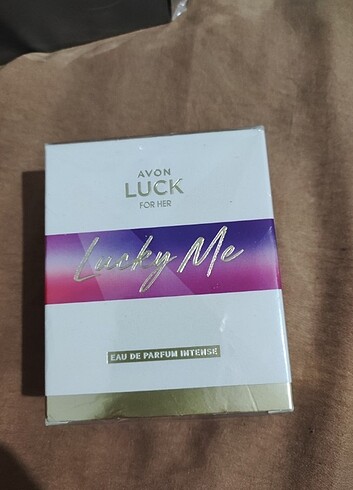 AVON
LUCK
FOR HER
Lucky Me
EAU DE PARFUM INTENSE